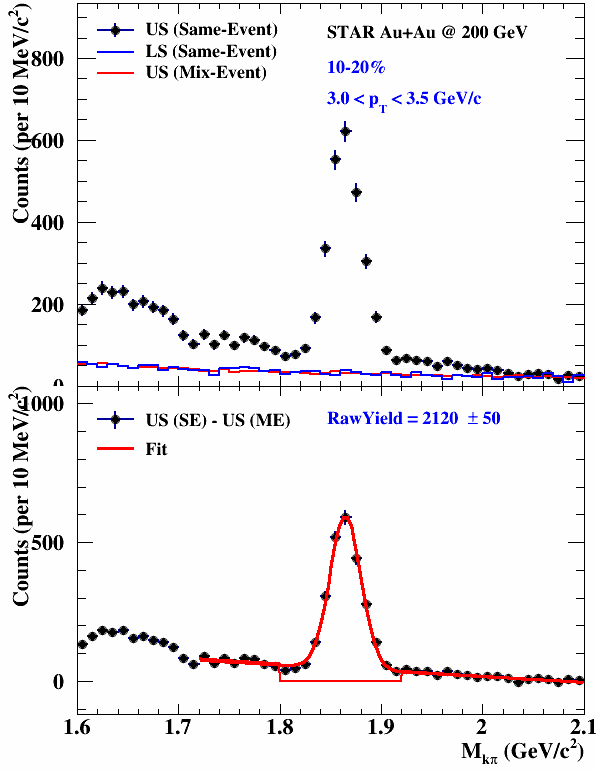 US (Same-Event)
LS (Same-Event)
US (Mix-Event)
STAR Au+Au @ 200 GeV
10-20%
3.0 < p_T < 3.5 GeV/c
Counts (per 10 MeV/c²)
800
600
400
200
0
US (SE) - US (ME)
Fit
RawYield = 2120 ± 50
Counts (per 10 MeV/c²)
1000
500
0
1.6 1.7 1.8 1.9 2 2.1
M_kπ (GeV/c²)